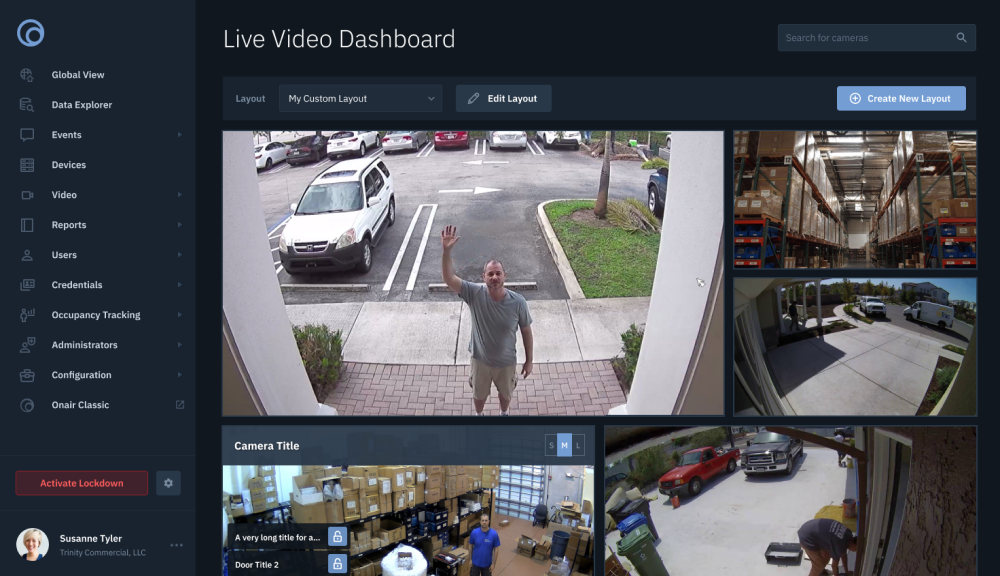 Live Video Dashboard
Search for cameras
Global View
Data Explorer
Events
Devices
Video
Reports
Users
Credentials
Occupancy Tracking
Administrators
Configuration
Onair Classic
Activate Lockdown
Susanne Tyler
Trinity Commercial, LLC
Layout
My Custom Layout
Edit Layout
Create New Layout
Camera Title
S M L
A very long title for a...
Door Title 2